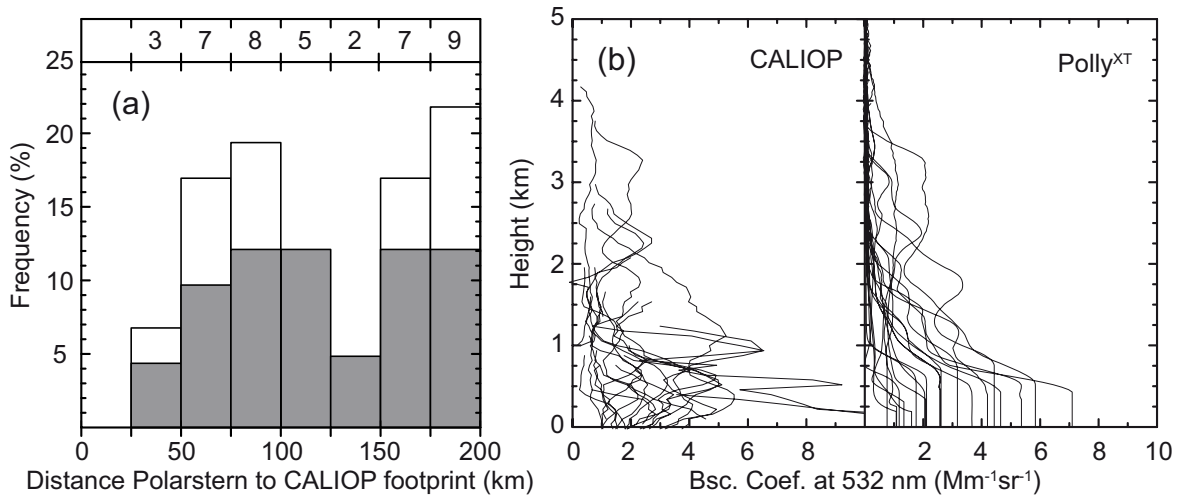 3 7 8 5 2 7 9
25
20
15
10
5
Frequency (%)
(a)
0 50 100 150 200
Distance Polarstern to CALIOP footprint (km)
(b)
CALIOP
Polly^XT
5
4
3
2
1
0
Height (km)
0 2 4 6 8 2 4 6 8 10
Bsc. Coef. at 532 nm (Mm⁻¹sr⁻¹)